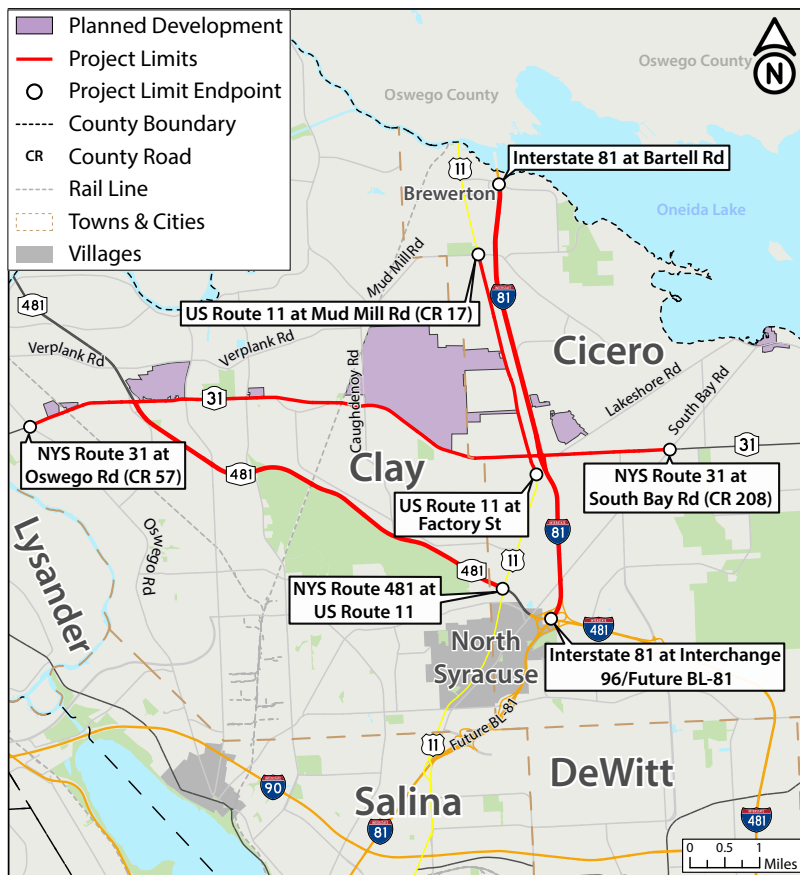 Planned Development
Project Limits
Project Limit Endpoint
County Boundary
CR County Road
Rail Line
Towns & Cities
Villages
N
Oswego County
Oswego County
11
Interstate 81 at Bartell Rd
Brewerton
Oneida Lake
Mud Mill Rd
481
INTERSTATE
81
US Route 11 at Mud Mill Rd (CR 17)
Verplank Rd
Verplank Rd
Cicero
Caughdenoy Rd
Lakeshore Rd
South Bay Rd
31
31
NYS Route 31 at
Oswego Rd (CR 57)
Clay
481
NYS Route 31 at
South Bay Rd (CR 208)
US Route 11 at
Factory St
Lysander
Oswego Rd
INTERSTATE
81
11
481
NYS Route 481 at
US Route 11
INTERSTATE
481
North
Syracuse
Interstate 81 at Interchange
96/Future BL-81
Future BL-81
11
DeWitt
INTERSTATE
90
Salina
INTERSTATE
81
INTERSTATE
481
0 0.5 1
Miles